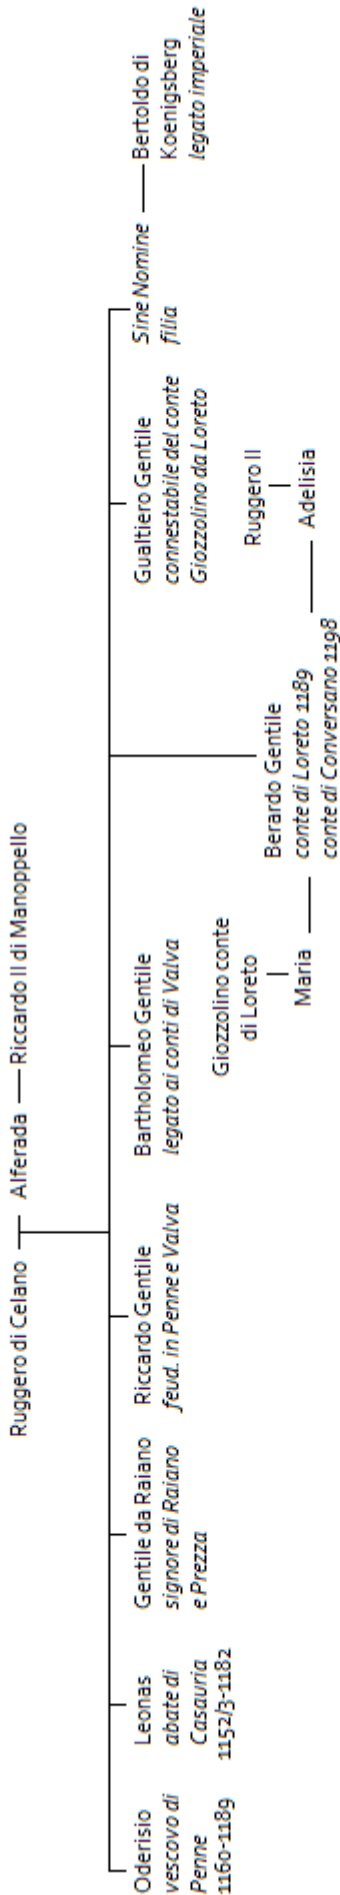 Ruggero di Celano
Alferada
Riccardo II di Manoppello
Oderisio
vescovo di
Penne
1160-1189
Leonas
abate di
Casauria
1152/3-1182
Gentile da Raiano
signore di Raiano
e Prezza
Riccardo Gentile
feud. in Penne e Valva
Bartholomeo Gentile
legato ai conti di Valva
Gualtiero Gentile
connestabile del conte
Giozzolino da Loreto
Sine Nomine
filia
Bertoldo di
Koenigsberg
legato imperiale
Giozzolino conte
di Loreto
Maria
Berardo Gentile
conte di Loreto 1189
conte di Conversano 1198
Ruggero II
Adelisia